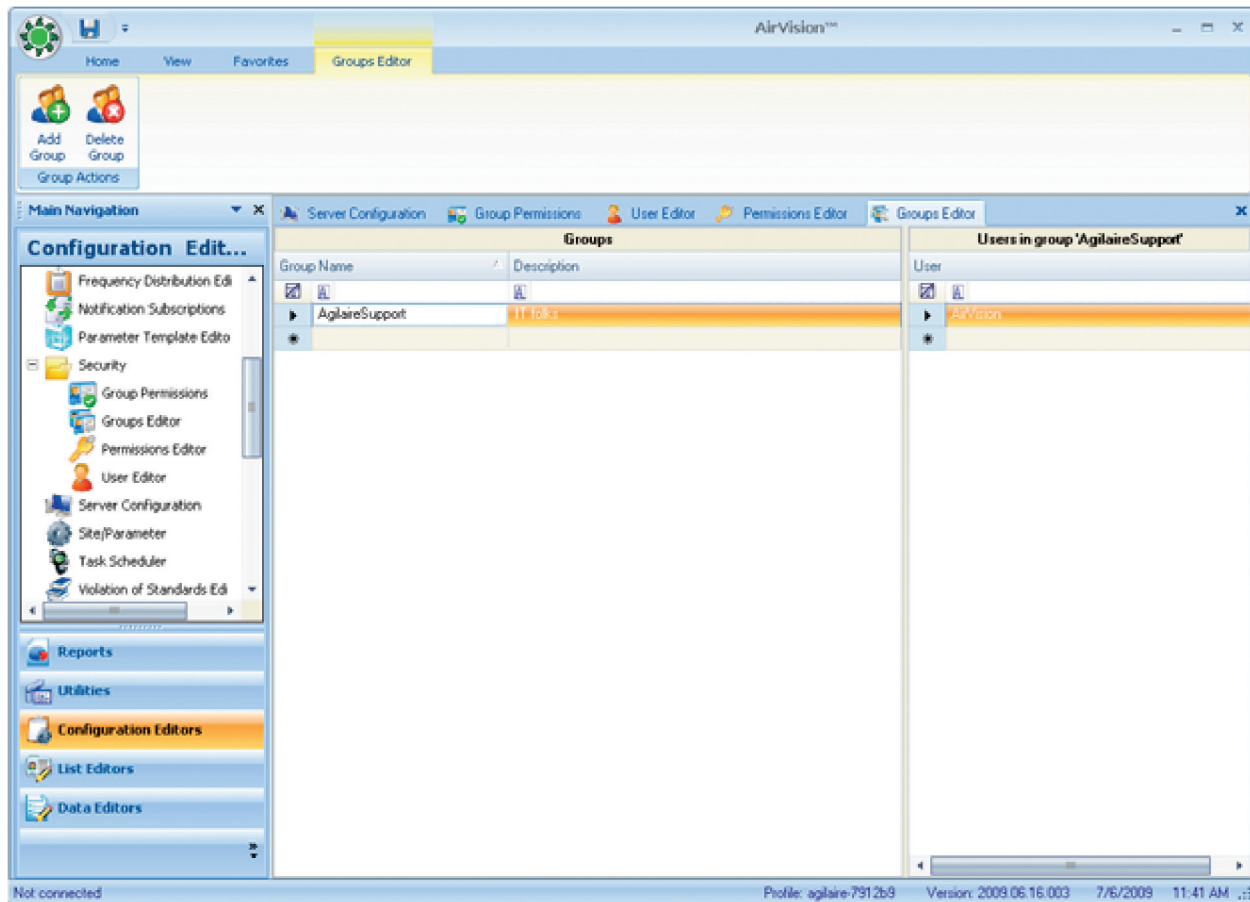 AirVision™
Home View Favorites Groups Editor
Add Group
Delete Group
Group Actions
Main Navigation
Server Configuration Group Permissions User Editor Permissions Editor Groups Editor
Configuration Edit...
Frequency Distribution Edi
Notification Subscriptions
Parameter Template Edito
Security
Group Permissions
Groups Editor
Permissions Editor
User Editor
Server Configuration
Site/Parameter
Task Scheduler
Violation of Standards Edi
Reports
Utilities
Configuration Editors
List Editors
Data Editors
Groups
Group Name Description
AgilaireSupport IT folks
Users in group 'AgilaireSupport'
User
AirVision
Not connected
Profile: agilaire-7912b9 Version: 2009.06.16.003 7/6/2009 11:41 AM